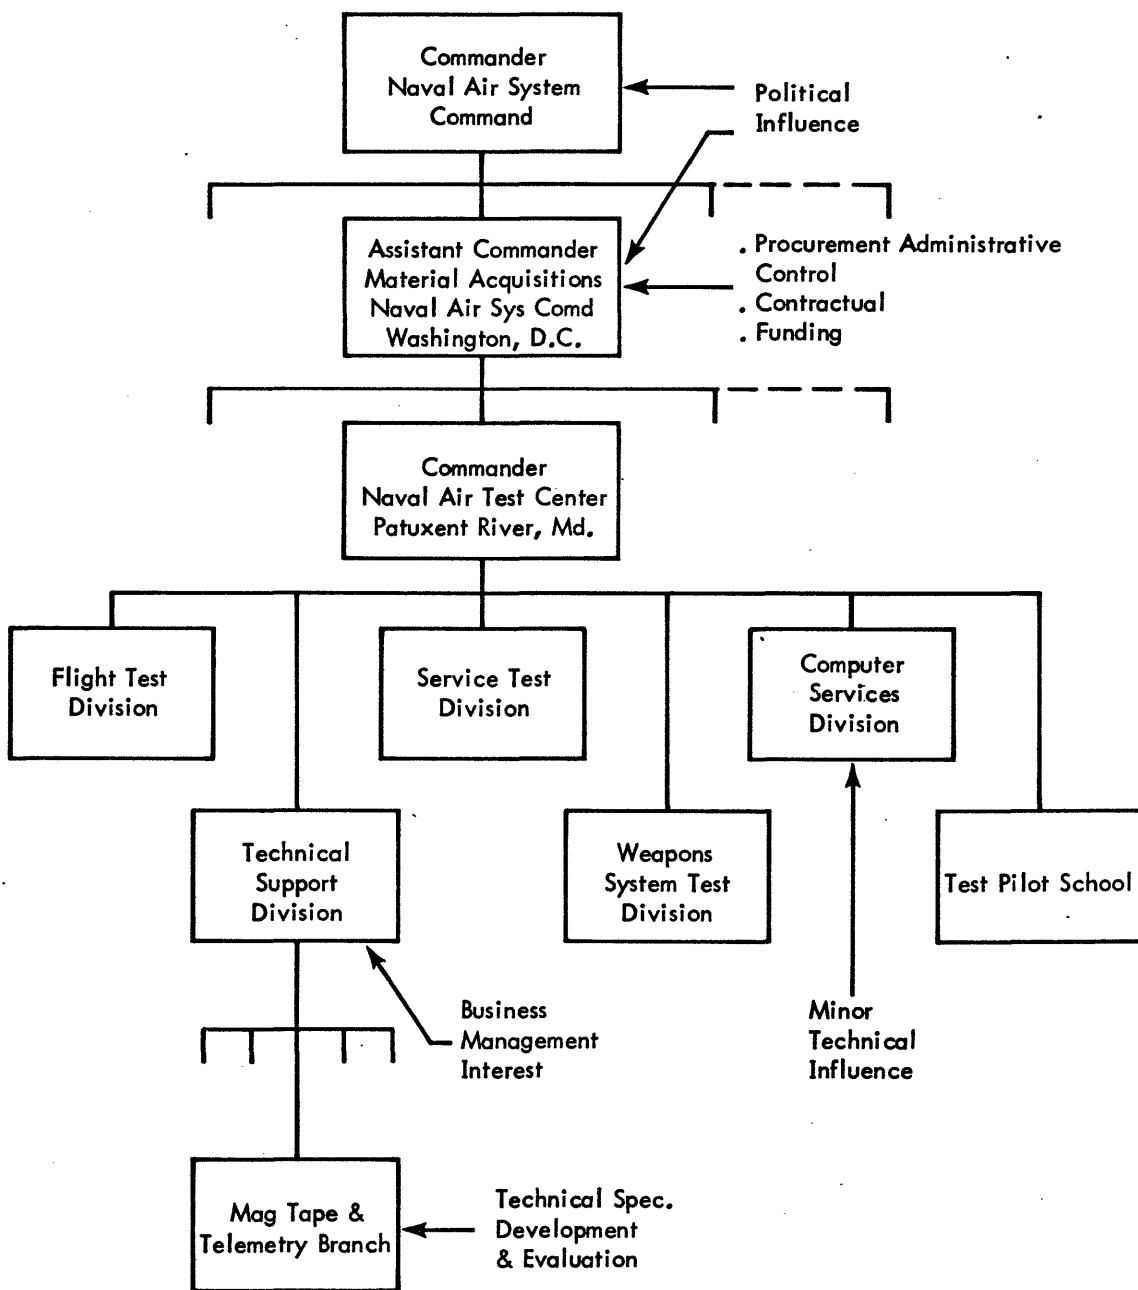 Commander
Naval Air System
Command
Political
Influence
Assistant Commander
Material Acquisitions
Naval Air Sys Comd
Washington, D.C.
. Procurement Administrative
Control
. Contractual
. Funding
Commander
Naval Air Test Center
Patuxent River, Md.
Flight Test
Division
Service Test
Division
Computer
Services
Division
Technical
Support
Division
Weapons
System Test
Division
Test Pilot School
Business
Management
Interest
Minor
Technical
Influence
Mag Tape &
Telemetry Branch
Technical Spec.
Development
& Evaluation